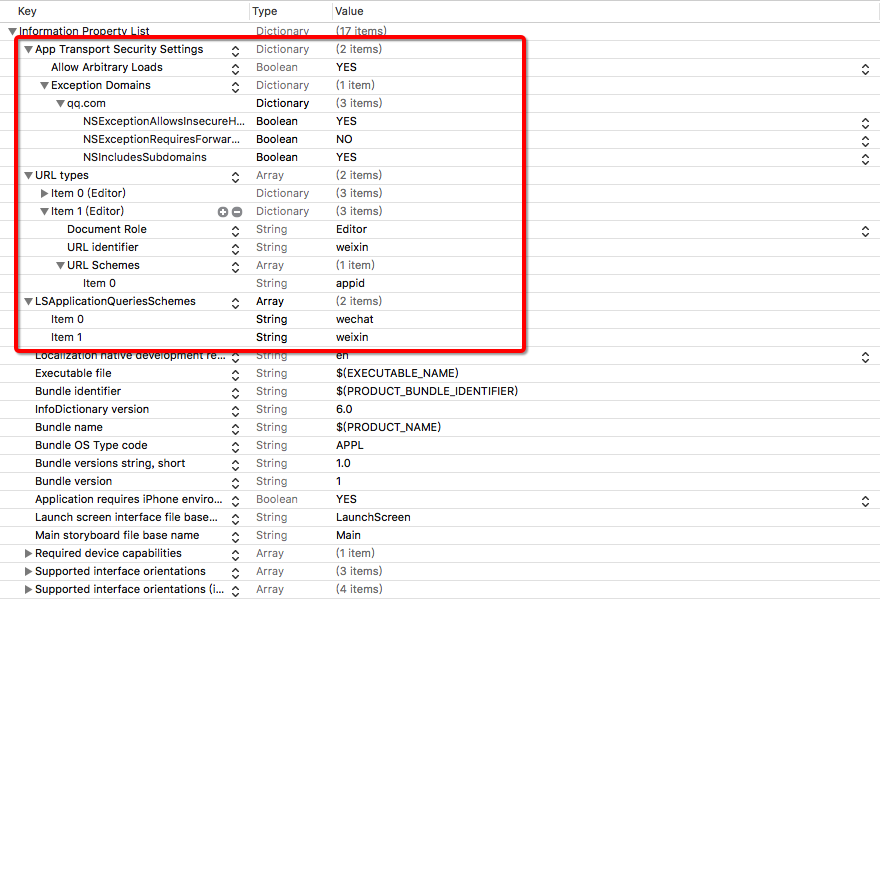 Key Type Value
Information Property List Dictionary (17 items)
App Transport Security Settings Dictionary (2 items)
Allow Arbitrary Loads Boolean YES
Exception Domains Dictionary (1 item)
qq.com Dictionary (3 items)
NSExceptionAllowsInsecureH... Boolean YES
NSExceptionRequiresForwar... Boolean NO
NSIncludesSubdomains Boolean YES
URL types Array (2 items)
Item 0 (Editor) Dictionary (3 items)
Item 1 (Editor) Dictionary (3 items)
Document Role String Editor
URL identifier String weixin
URL Schemes Array (1 item)
Item 0 String appid
LSApplicationQueriesSchemes Array (2 items)
Item 0 String wechat
Item 1 String weixin
Localization native development re... String en
Executable file String $(EXECUTABLE_NAME)
Bundle identifier String $(PRODUCT_BUNDLE_IDENTIFIER)
InfoDictionary version String 6.0
Bundle name String $(PRODUCT_NAME)
Bundle OS Type code String APPL
Bundle versions string, short String 1.0
Bundle version String 1
Application requires iPhone enviro... Boolean YES
Launch screen interface file base... String LaunchScreen
Main storyboard file base name String Main
Required device capabilities Array (1 item)
Supported interface orientations Array (3 items)
Supported interface orientations (i... Array (4 items)